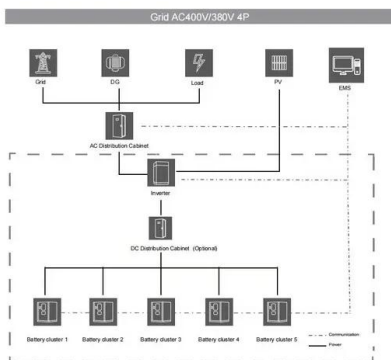 Grid AC400V/380V 4P
Grid
DG
Load
PV
EMS
AC Distribution Cabinet
Inverter
DC Distribution Cabinet (Optional)
Battery cluster 1
Battery cluster 2
Battery cluster 3
Battery cluster 4
Battery cluster 5
Communication
Power